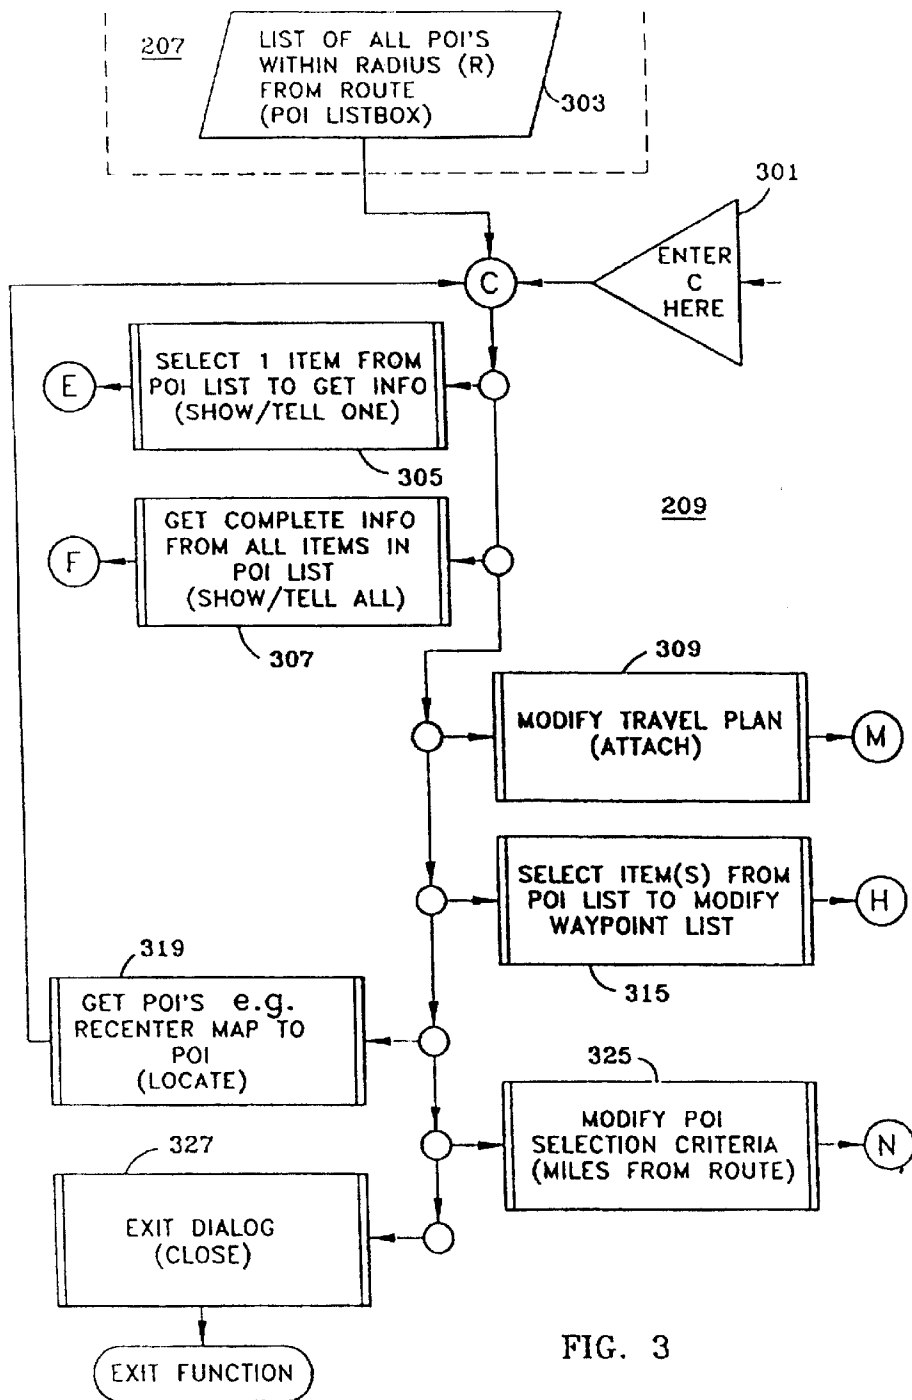 207
LIST OF ALL POI'S
WITHIN RADIUS (R)
FROM ROUTE
(POI LISTBOX)
303
301
ENTER
C
HERE
C
SELECT 1 ITEM FROM
POI LIST TO GET INFO
(SHOW/TELL ONE)
E
305
209
GET COMPLETE INFO
FROM ALL ITEMS IN
POI LIST
(SHOW/TELL ALL)
F
307
309
MODIFY TRAVEL PLAN
(ATTACH)
M
SELECT ITEM(S) FROM
POI LIST TO MODIFY
WAYPOINT LIST
H
315
319
GET POI'S e.g.
RECENTER MAP TO
POI
(LOCATE)
325
MODIFY POI
SELECTION CRITERIA
(MILES FROM ROUTE)
N
327
EXIT DIALOG
(CLOSE)
EXIT FUNCTION
FIG. 3